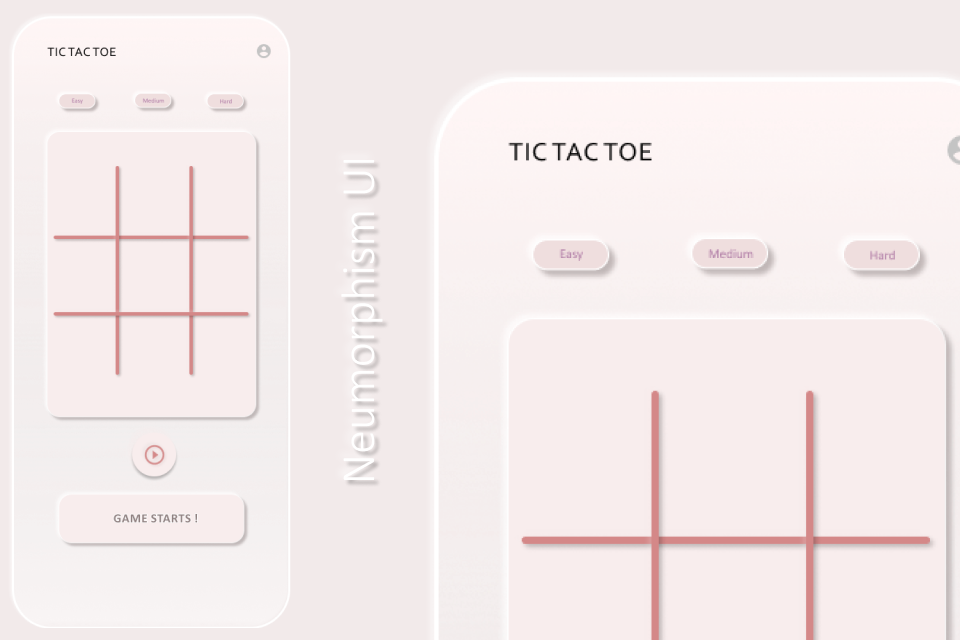 TIC TAC TOE
Easy
Medium
Hard
GAME STARTS !
Neumorphism UI
TIC TAC TOE
Easy
Medium
Hard